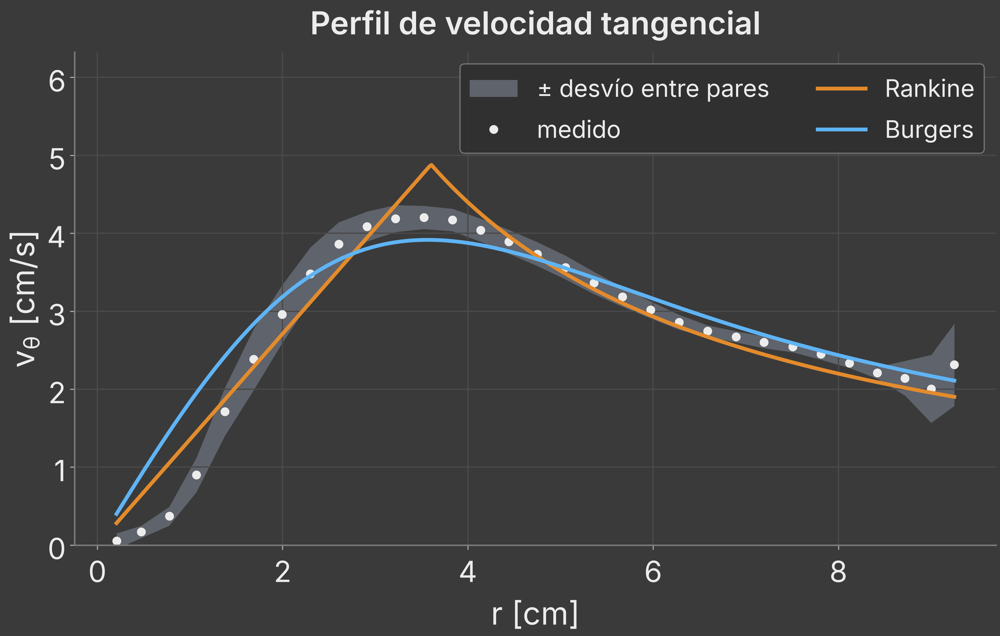 Perfil de velocidad tangencial
± desvío entre pares
medido
Rankine
Burgers
vθ [cm/s]
6
5
4
3
2
1
0
0 2 4 6 8
r [cm]